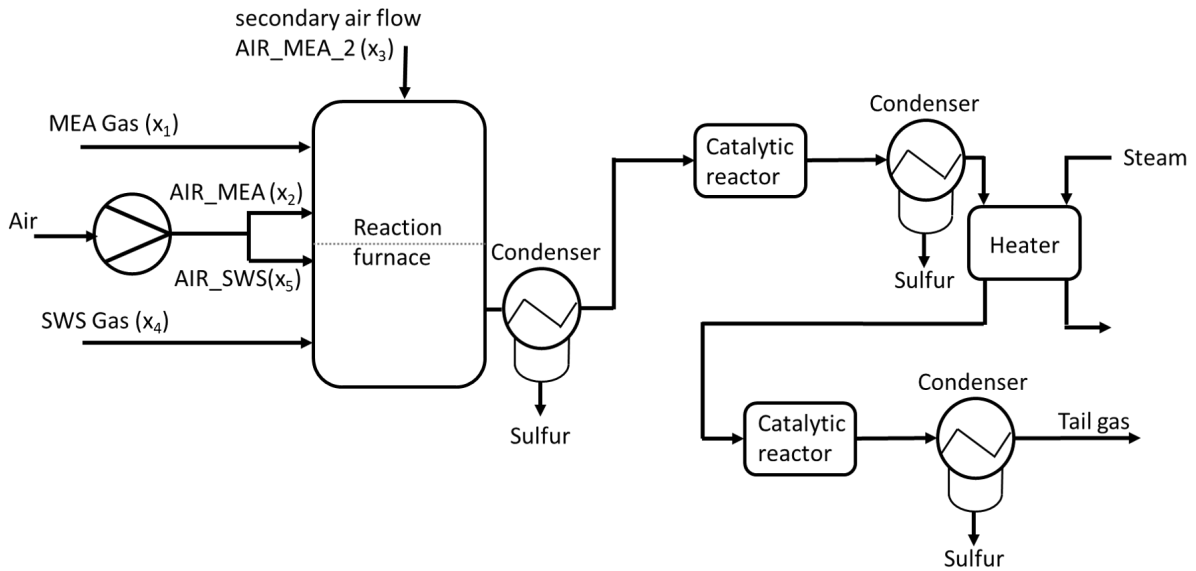 secondary air flow
AIR_MEA_2 (x₃)
MEA Gas (x₁)
AIR_MEA (x₂)
Air
AIR_SWS(x₅)
SWS Gas (x₄)
Reaction
furnace
Condenser
Sulfur
Catalytic
reactor
Condenser
Sulfur
Steam
Heater
Catalytic
reactor
Condenser
Tail gas
Sulfur